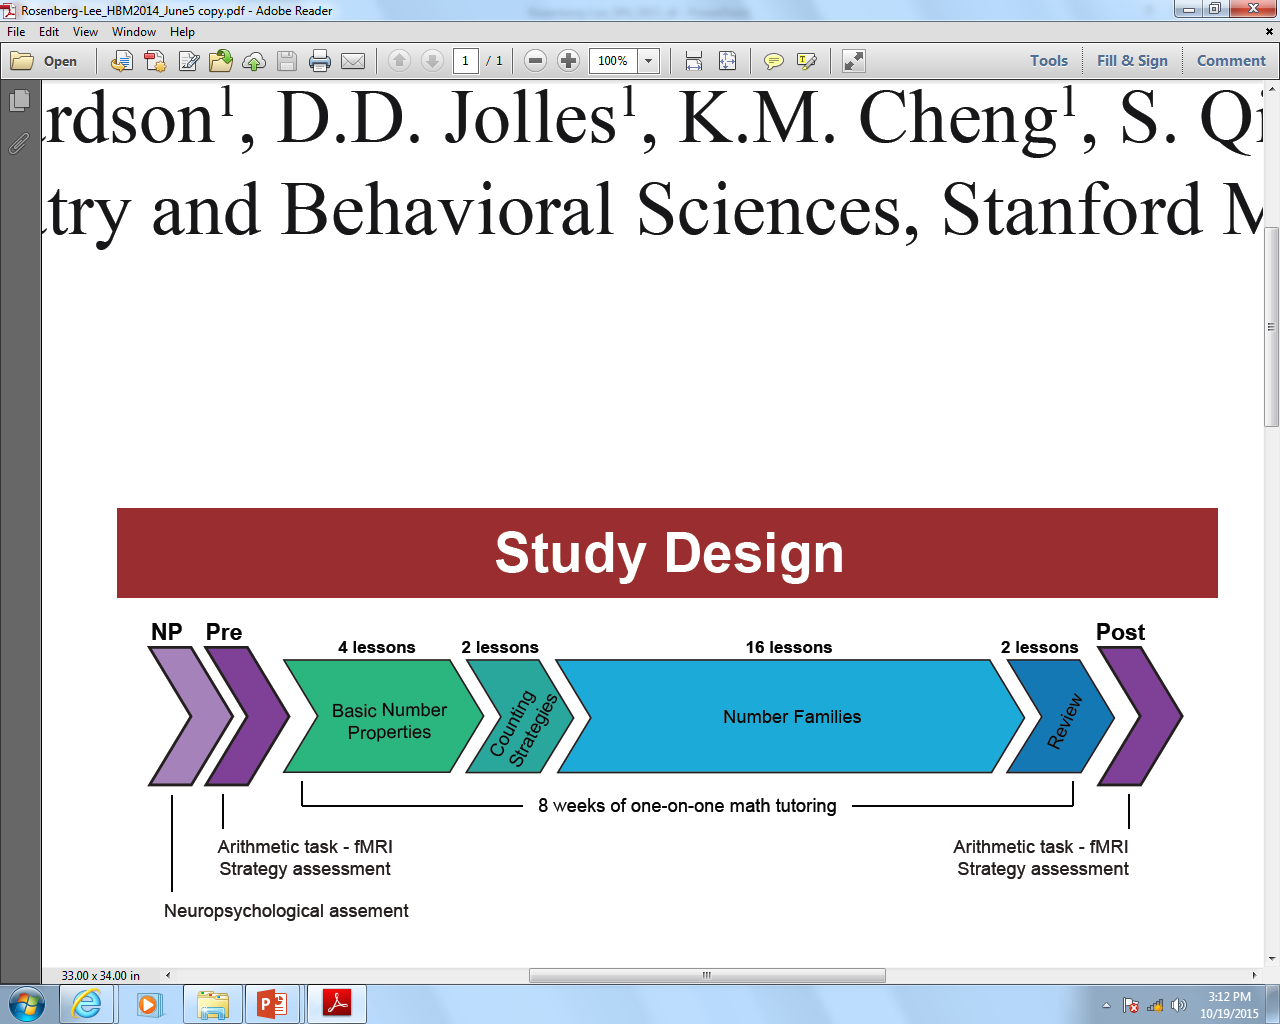 Rosenberg-Lee_HBM2014_June5 copy.pdf - Adobe Reader
File Edit View Window Help
Open 1 / 1 100% Tools Fill & Sign Comment
ardson1, D.D. Jolles1, K.M. Cheng1, S. Qi
atry and Behavioral Sciences, Stanford M
Study Design
NP Pre Post
4 lessons 2 lessons 16 lessons 2 lessons
Basic Number
Properties
Counting
Strategies
Number Families
Review
8 weeks of one-on-one math tutoring
Arithmetic task - fMRI
Strategy assessment
Arithmetic task - fMRI
Strategy assessment
Neuropsychological assement
33.00 x 34.00 in
3:12 PM
10/19/2015